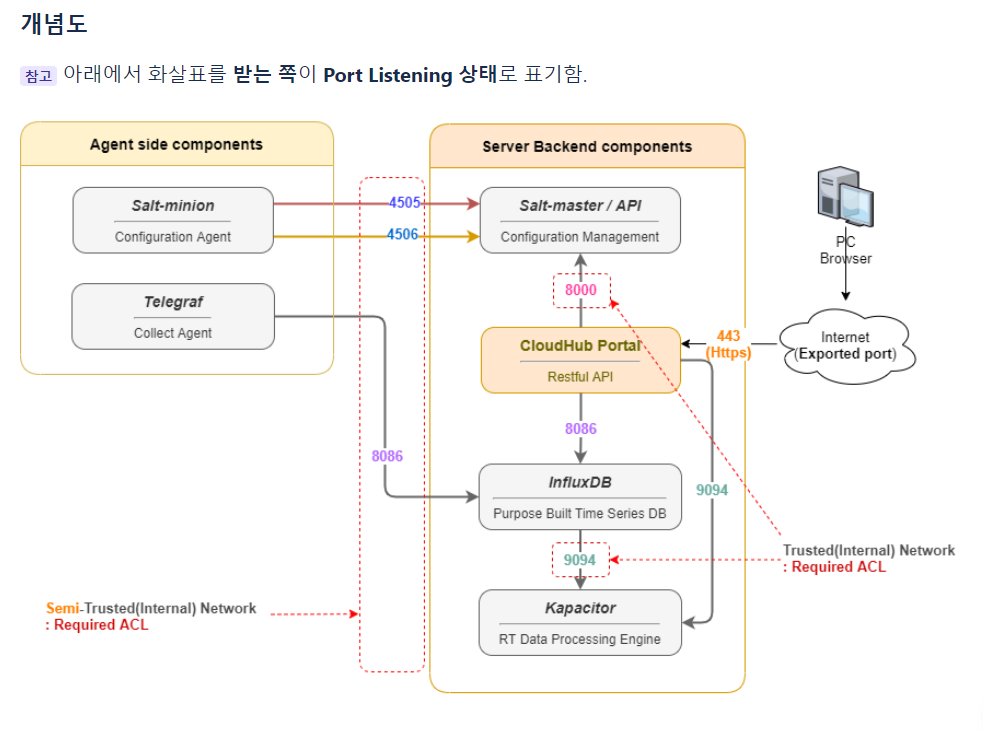 개념도
참고 아래에서 화살표를 받는 쪽이 Port Listening 상태로 표기함.
Agent side components
Server Backend components
Salt-minion
Configuration Agent
4505
4506
Salt-master / API
Configuration Management
PC
Browser
Telegraf
Collect Agent
8000
CloudHub Portal
Restful API
443
(Https)
Internet
(Exported port)
8086
8086
InfluxDB
Purpose Built Time Series DB
9094
9094
Trusted(Internal) Network
: Required ACL
Kapacitor
RT Data Processing Engine
Semi-Trusted(Internal) Network
: Required ACL